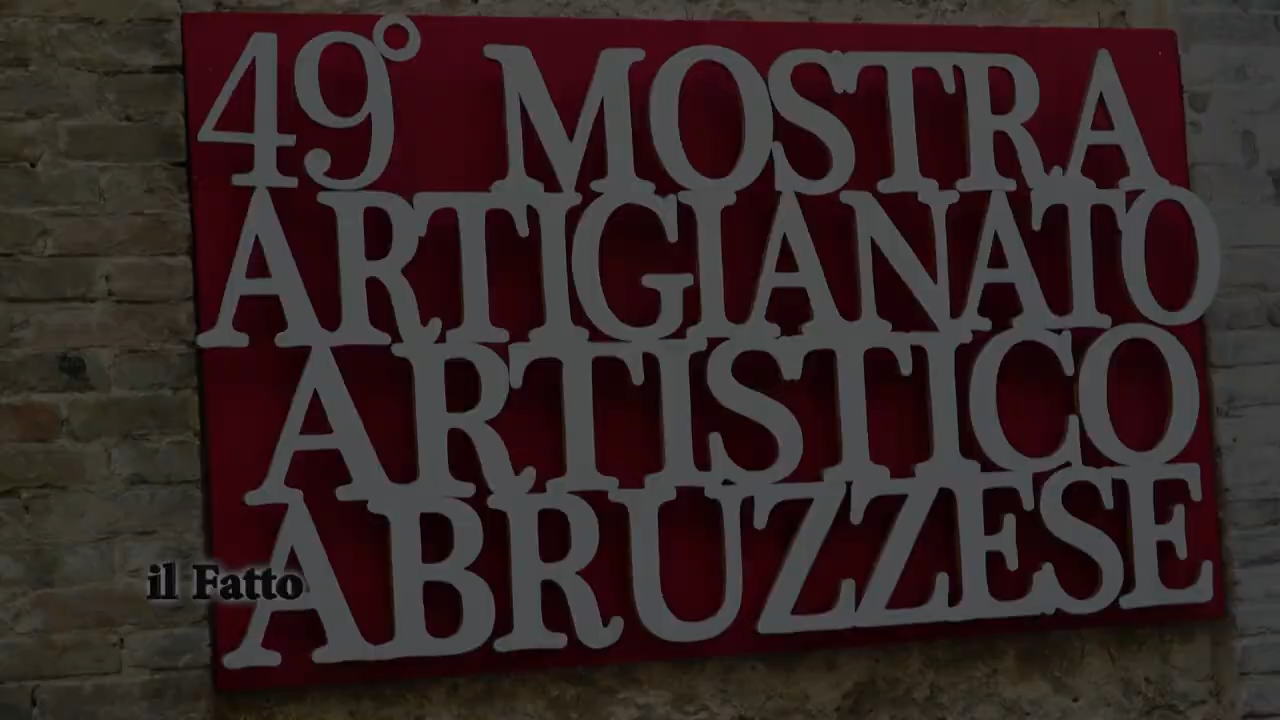 49° MOSTRA
ARTIGIANATO
ARTISTICO
ABRUZZESE
il Fatto